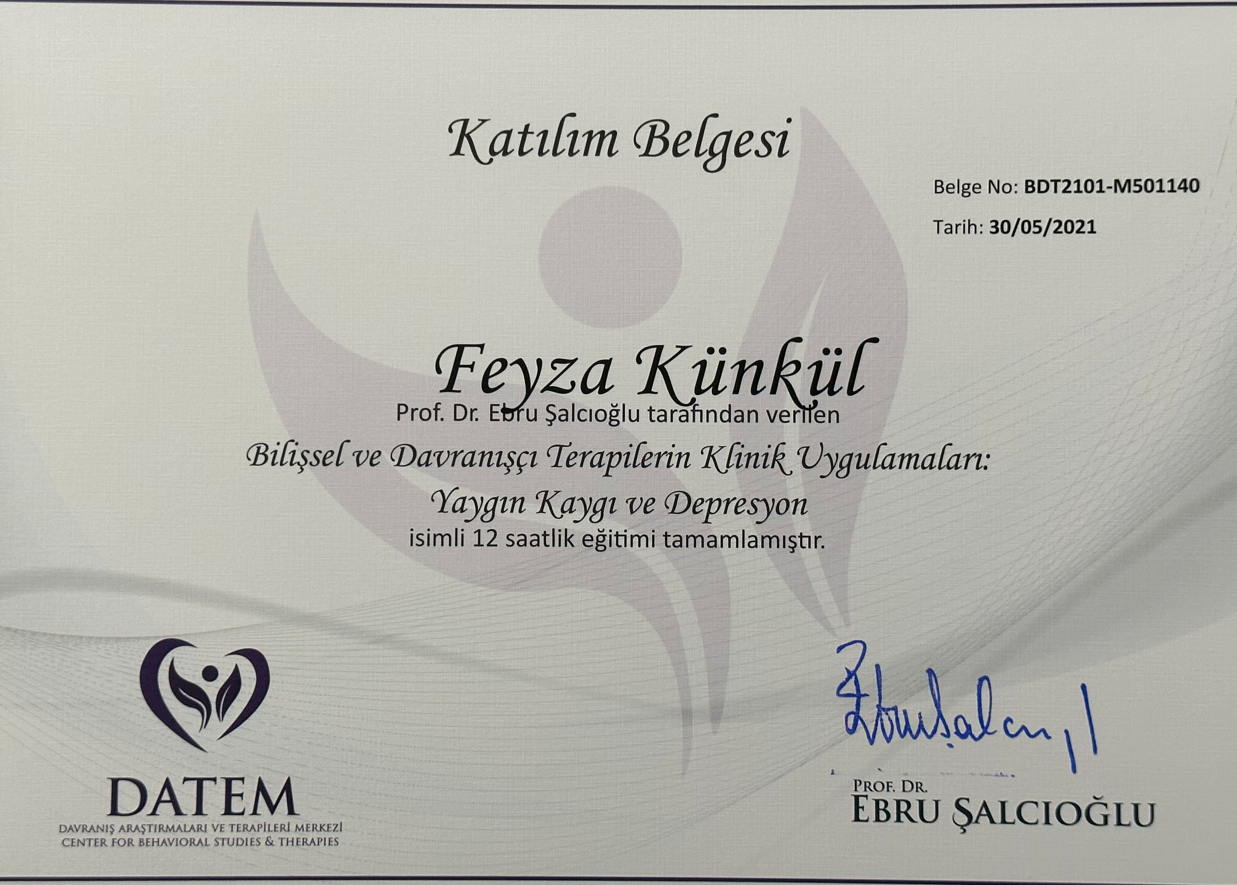 Katılım Belgesi
Belge No: BDT2101-M501140
Tarih: 30/05/2021
Feyza Künkül
Prof. Dr. Ebru Şalcıoğlu tarafından verilen
Bilişsel ve Davranışçı Terapilerin Klinik Uygulamaları:
Yaygın Kaygı ve Depresyon
isimli 12 saatlik eğitimi tamamlamıştır.
DATEM
DAVRANIŞ ARAŞTIRMALARI VE TERAPİLERİ MERKEZİ
CENTER FOR BEHAVIORAL STUDIES & THERAPIES
PROF. DR.
EBRU ŞALCIOĞLU